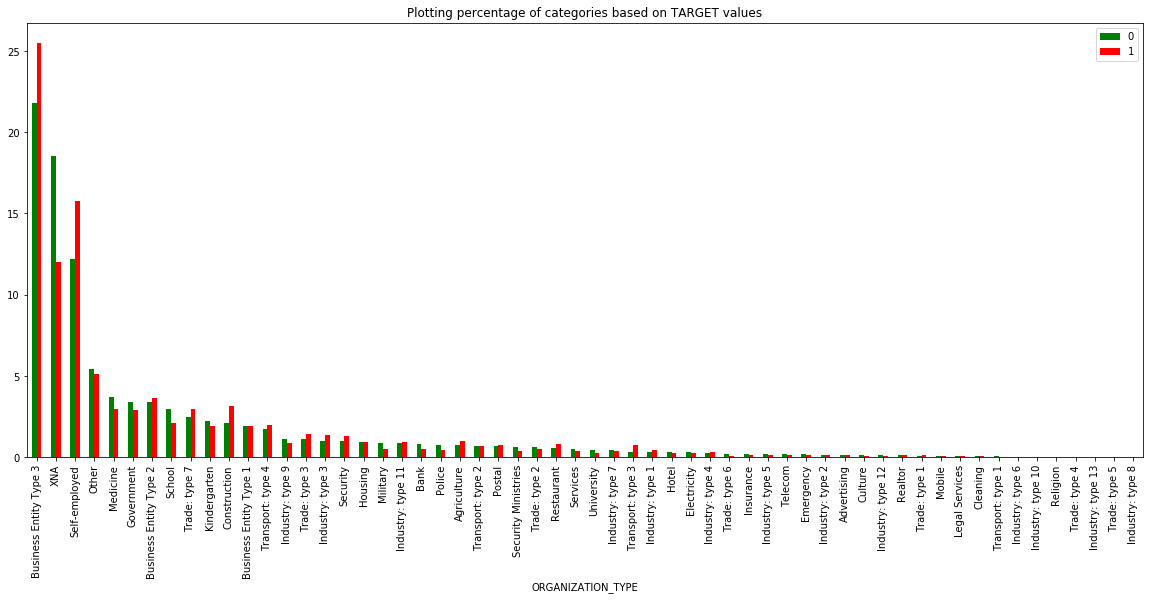 Plotting percentage of categories based on TARGET values
0
1
25
20
15
10
5
0
Business Entity Type 3
XNA
Self-employed
Other
Medicine
Government
Business Entity Type 2
School
Trade: type 7
Kindergarten
Construction
Business Entity Type 1
Transport: type 4
Industry: type 9
Trade: type 3
Industry: type 3
Security
Housing
Military
Industry: type 11
Bank
Police
Agriculture
Transport: type 2
Postal
Security Ministries
Trade: type 2
Restaurant
Services
University
Industry: type 7
Transport: type 3
Industry: type 1
Hotel
Electricity
Industry: type 4
Trade: type 6
Insurance
Industry: type 5
Telecom
Emergency
Industry: type 2
Advertising
Culture
Industry: type 12
Realtor
Trade: type 1
Mobile
Legal Services
Cleaning
Transport: type 1
Industry: type 6
Industry: type 10
Religion
Trade: type 4
Industry: type 13
Trade: type 5
Industry: type 8
ORGANIZATION_TYPE